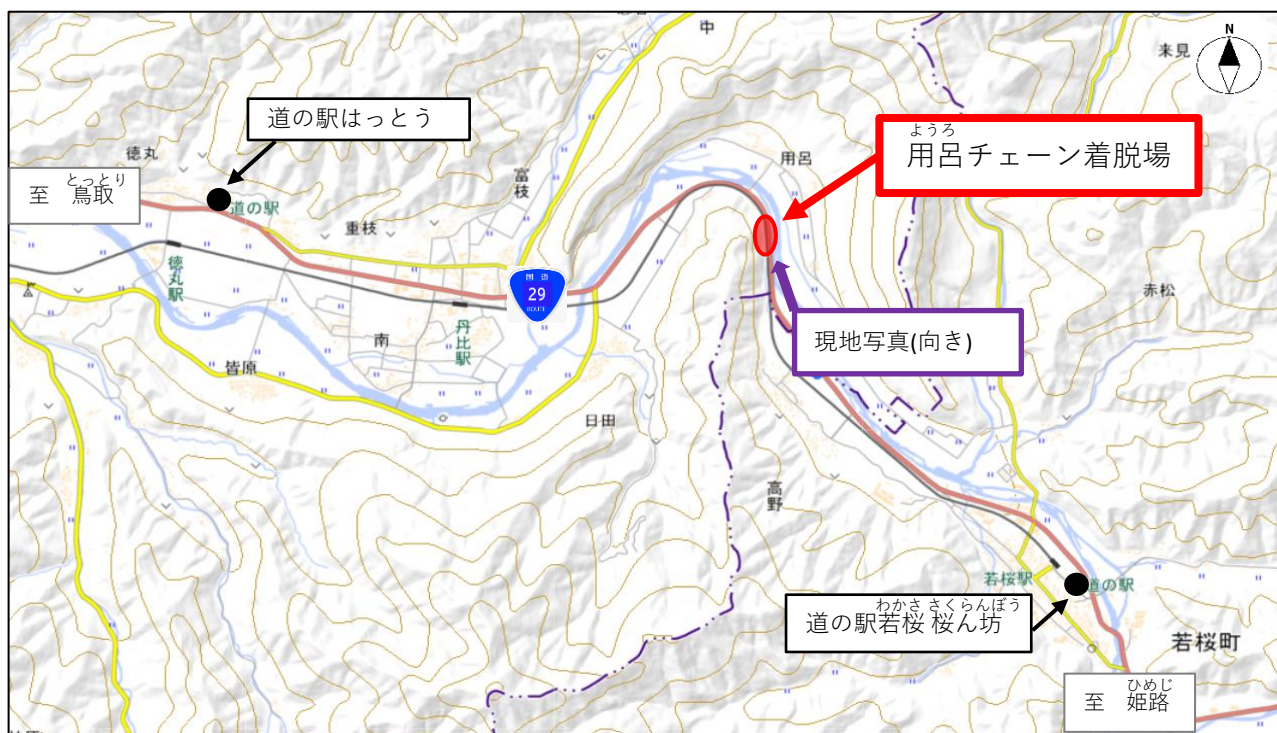 中
来見
N
道の駅はっとう
ようろ
用呂チェーン着脱場
徳丸
用呂
富枝
とっとり
至 鳥取
道の駅
重枝
国道
29
ROUTE
徳丸駅
赤松
現地写真(向き)
丹比駅
南
皆原
日田
高野
若桜駅
道の駅
わかさ さくらんぼう
道の駅若桜 桜ん坊
若桜町
ひめじ
至 姫路